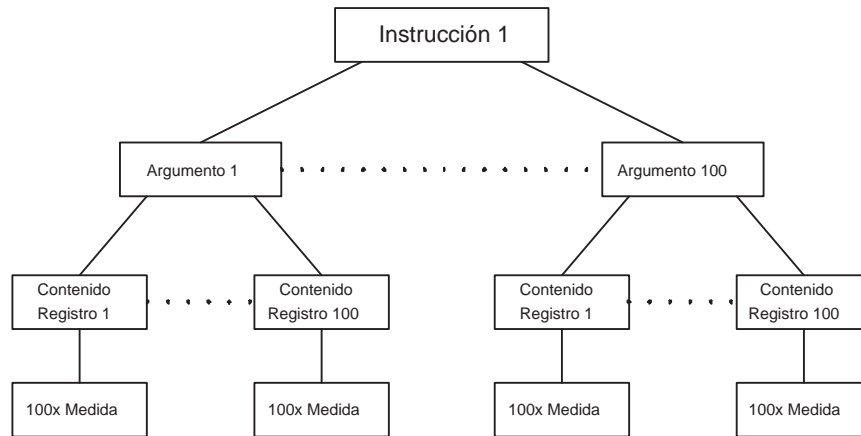 Instrucción 1
Argumento 1
Argumento 100
Contenido
Registro 1
Contenido
Registro 100
Contenido
Registro 1
Contenido
Registro 100
100x Medida
100x Medida
100x Medida
100x Medida